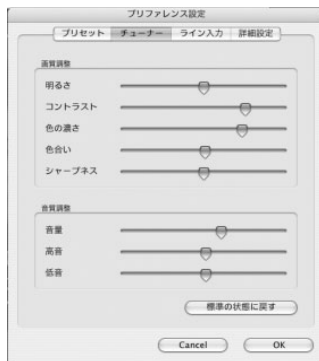 プリファレンス設定
プリセット チューナー ライン入力 詳細設定
画質調整
明るさ
コントラスト
色の濃さ
色合い
シャープネス
音質調整
音量
高音
低音
標準の状態に戻す
Cancel OK